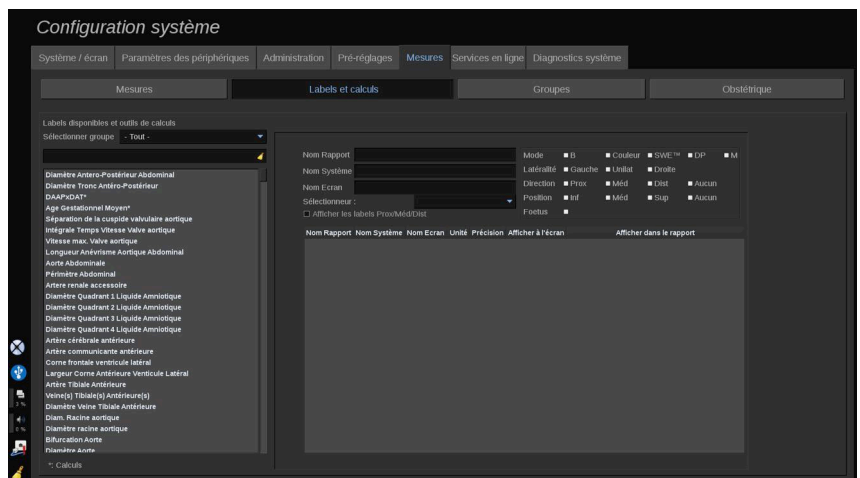 Configuration système
Système / écran Paramètres des périphériques Administration Pré-réglages Mesures Services en ligne Diagnostics système
Mesures Labels et calculs Groupes Obstétrique
Labels disponibles et outils de calculs
Sélectionner groupe - Tout -
Diamètre Antero-Postérieur Abdominal
Diamètre Tronc Antéro-Postérieur
DAAPxDAT*
Age Gestationnel Moyen*
Séparation de la cuspide valvulaire aortique
Intégrale Temps Vitesse Valve aortique
Vitesse max. Valve aortique
Longueur Anévrisme Aortique Abdominal
Aorte Abdominale
Périmètre Abdominal
Artere renale accessoire
Diamètre Quadrant 1 Liquide Amniotique
Diamètre Quadrant 2 Liquide Amniotique
Diamètre Quadrant 3 Liquide Amniotique
Diamètre Quadrant 4 Liquide Amniotique
Artère cérébrale antérieure
Artère communicante antérieure
Corne frontale ventricule latéral
Largeur Corne Antérieure Venticule Latéral
Artère Tibiale Antérieure
Veine(s) Tibiale(s) Antérieure(s)
Diamètre Veine Tibiale Antérieure
Diam. Racine aortique
Diamètre racine aortique
Bifurcation Aorte
Diamètre Aorte
*: Calculs
Nom Rapport
Nom Système
Nom Ecran
Sélectionneur :
Afficher les labels Prox/Méd/Dist
Mode B Couleur SWE™ DP M
Latéralité Gauche Unilat Droite
Direction Prox Méd Dist Aucun
Position Inf Méd Sup Aucun
Foetus
Nom Rapport Nom Système Nom Ecran Unité Précision Afficher à l'écran Afficher dans le rapport
3 %
0 %